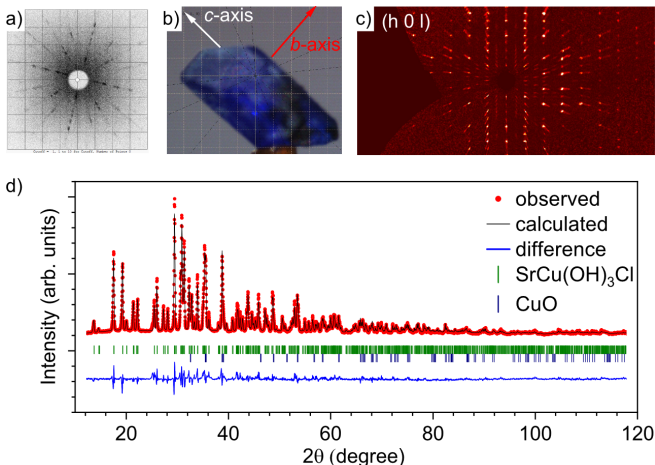 a)
b)
c-axis
b-axis
c)
(h 0 l)
d)
observed
calculated
difference
SrCu(OH)3Cl
CuO
Intensity (arb. units)
20 40 60 80 100 120
2θ (degree)